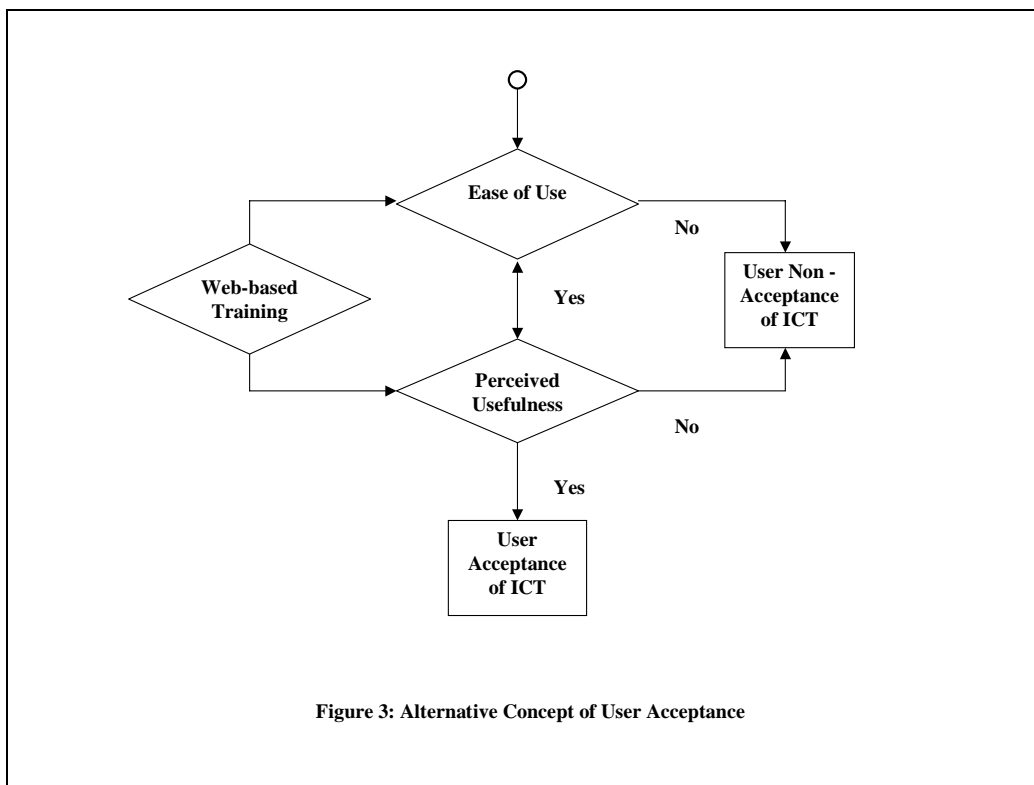 Ease of Use
No
Web-based
Training
User Non -
Acceptance
of ICT
Yes
Perceived
Usefulness
No
Yes
User
Acceptance
of ICT
Figure 3: Alternative Concept of User Acceptance